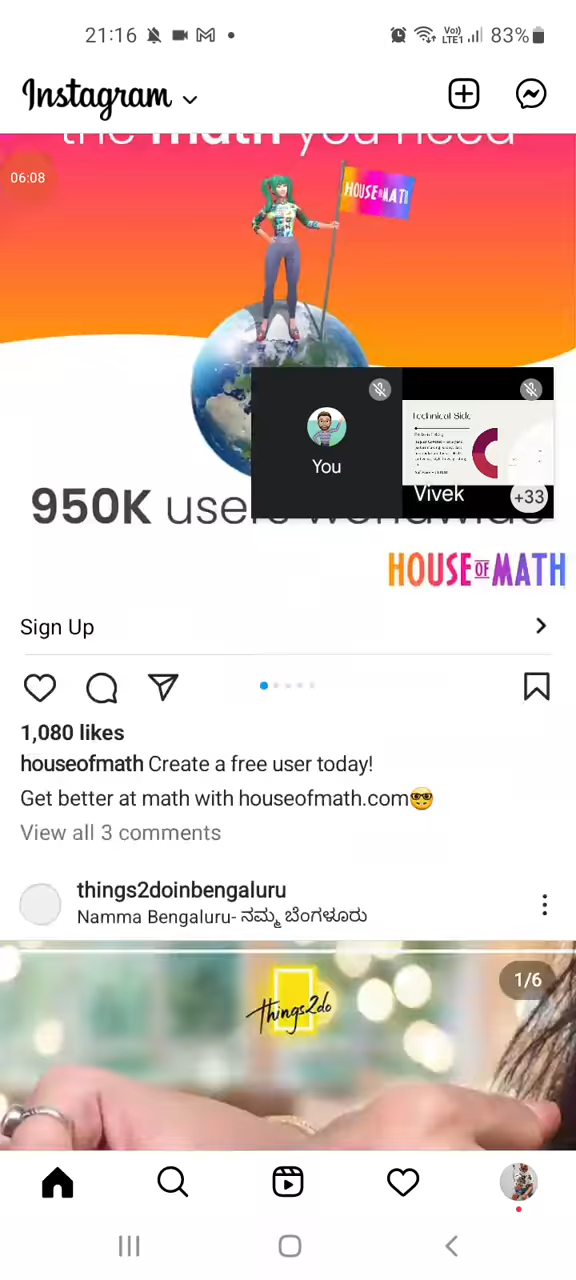 21:16
Vo))
LTE1
83%
Instagram
the math you need
06:08
HOUSE OF MATH
Technical Side
You
Vivek
+33
950K users worldwide
HOUSE OF MATH
Sign Up
1,080 likes
houseofmath Create a free user today!
Get better at math with houseofmath.com🤓
View all 3 comments
things2doinbengaluru
Namma Bengaluru- ನಮ್ಮ ಬೆಂಗಳೂರು
1/6
Things2do